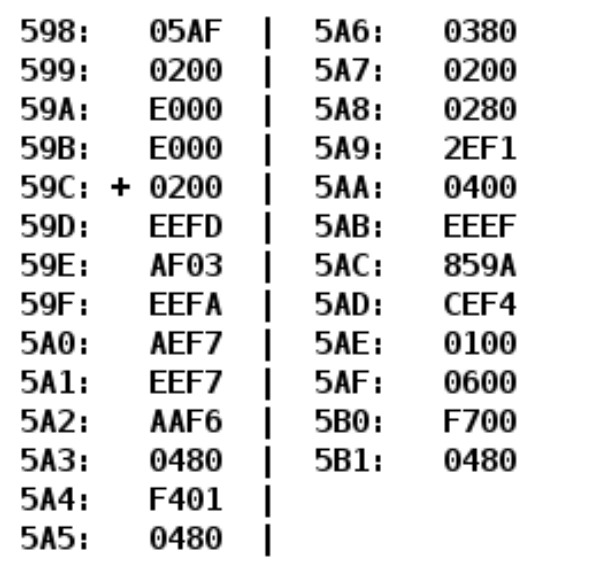 598: 05AF | 5A6: 0380
599: 0200 | 5A7: 0200
59A: E000 | 5A8: 0280
59B: E000 | 5A9: 2EF1
59C: + 0200 | 5AA: 0400
59D: EEFD | 5AB: EEEF
59E: AF03 | 5AC: 859A
59F: EEFA | 5AD: CEF4
5A0: AEF7 | 5AE: 0100
5A1: EEF7 | 5AF: 0600
5A2: AAF6 | 5B0: F700
5A3: 0480 | 5B1: 0480
5A4: F401 |
5A5: 0480 |